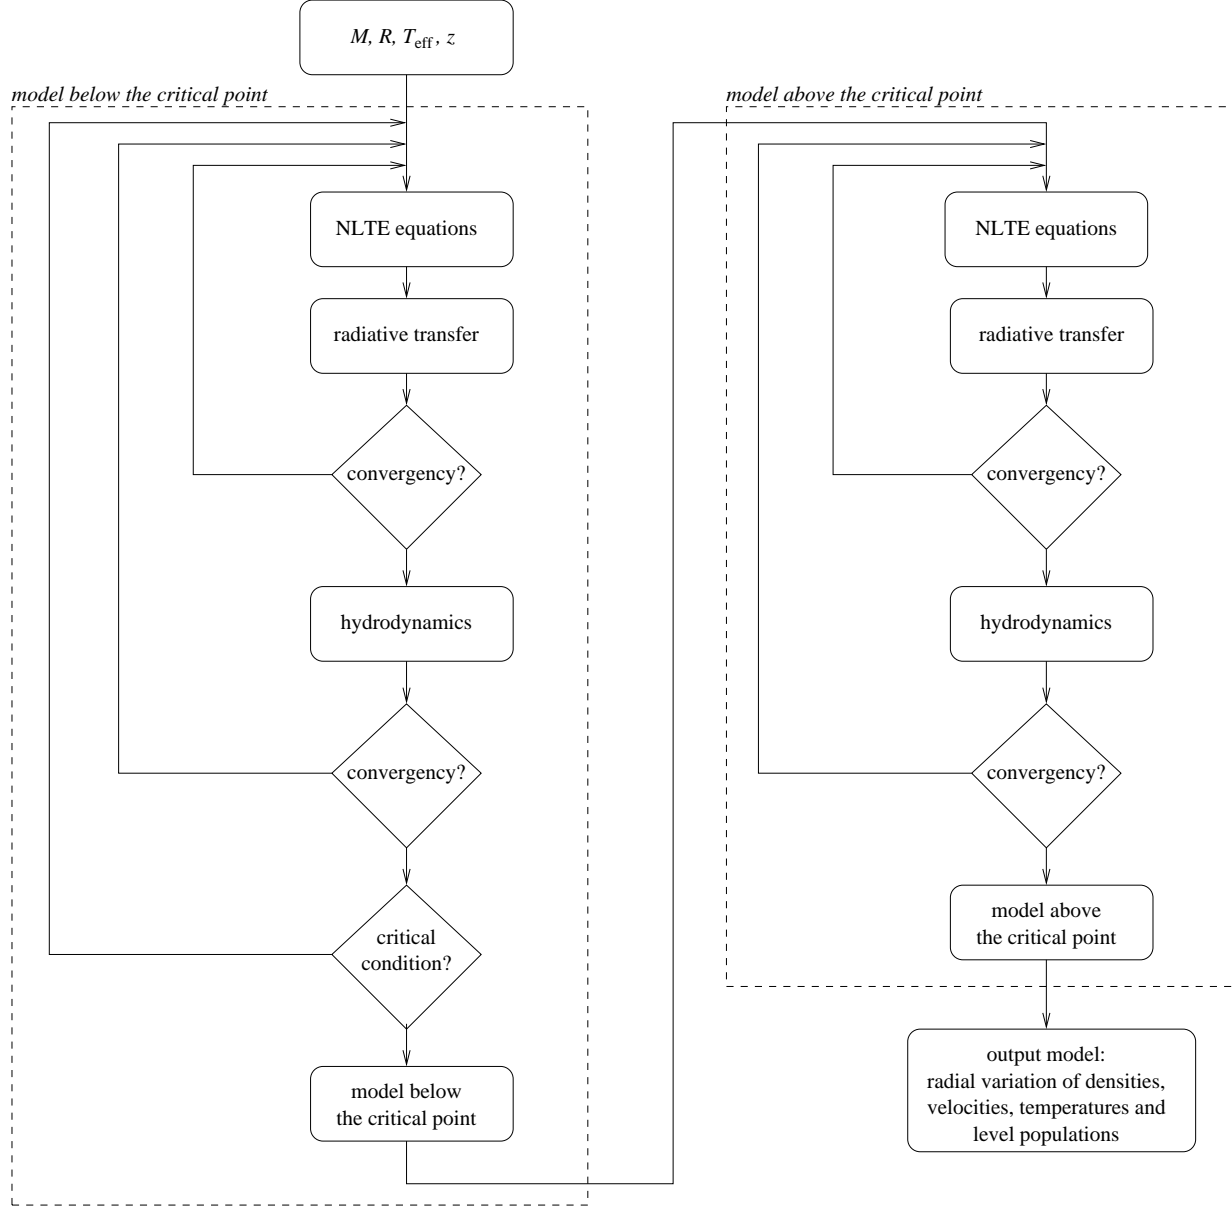 M, R, T_eff, z
model below the critical point
NLTE equations
radiative transfer
convergency?
hydrodynamics
convergency?
critical
condition?
model below
the critical point
model above the critical point
NLTE equations
radiative transfer
convergency?
hydrodynamics
convergency?
model above
the critical point
output model:
radial variation of densities,
velocities, temperatures and
level populations